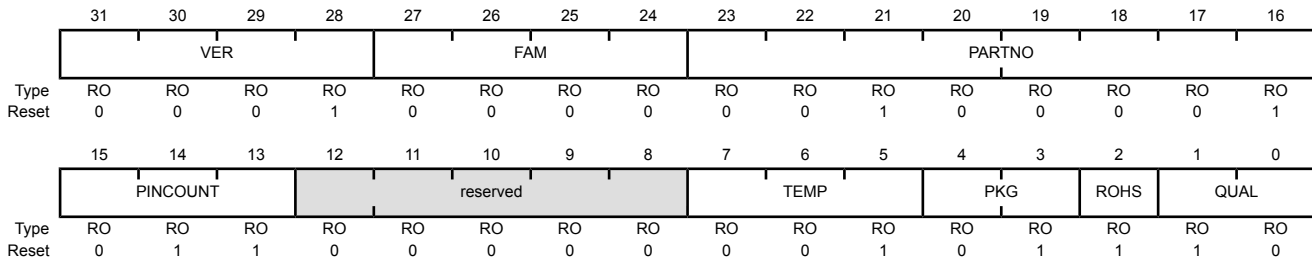 31 30 29 28 27 26 25 24 23 22 21 20 19 18 17 16
VER FAM PARTNO
Type RO RO RO RO RO RO RO RO RO RO RO RO RO RO RO RO
Reset 0 0 0 1 0 0 0 0 0 0 1 0 0 0 0 1
15 14 13 12 11 10 9 8 7 6 5 4 3 2 1 0
PINCOUNT reserved TEMP PKG ROHS QUAL
Type RO RO RO RO RO RO RO RO RO RO RO RO RO RO RO RO
Reset 0 1 1 0 0 0 0 0 0 0 1 0 1 1 1 0